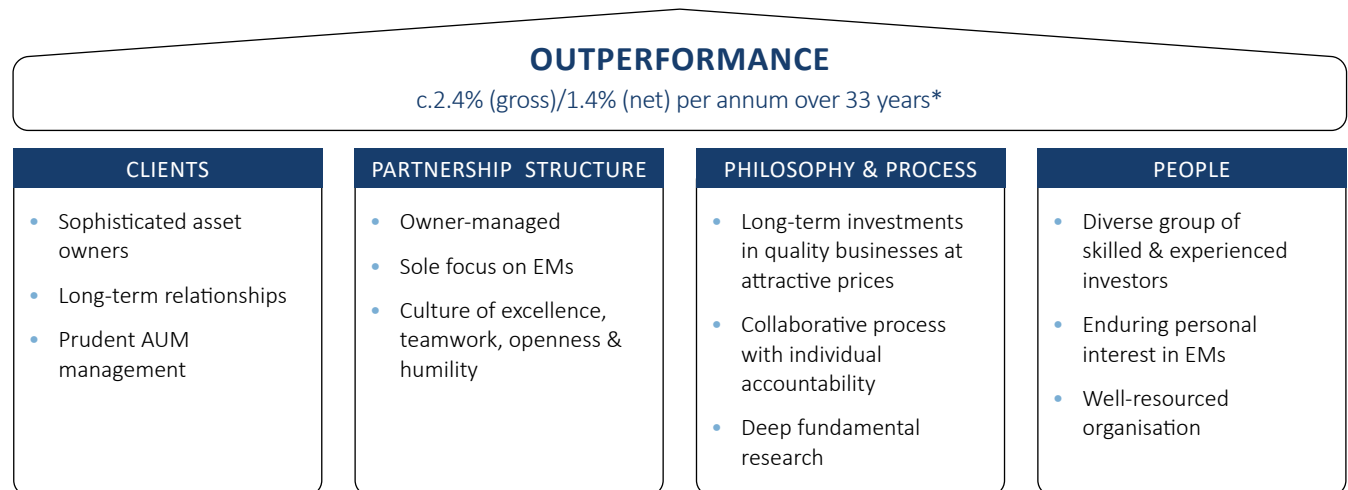 OUTPERFORMANCE
c.2.4% (gross)/1.4% (net) per annum over 33 years*
CLIENTS
• Sophisticated asset
owners
• Long-term relationships
• Prudent AUM
management
PARTNERSHIP STRUCTURE
• Owner-managed
• Sole focus on EMs
• Culture of excellence,
teamwork, openness &
humility
PHILOSOPHY & PROCESS
• Long-term investments
in quality businesses at
attractive prices
• Collaborative process
with individual
accountability
• Deep fundamental
research
PEOPLE
• Diverse group of
skilled & experienced
investors
• Enduring personal
interest in EMs
• Well-resourced
organisation